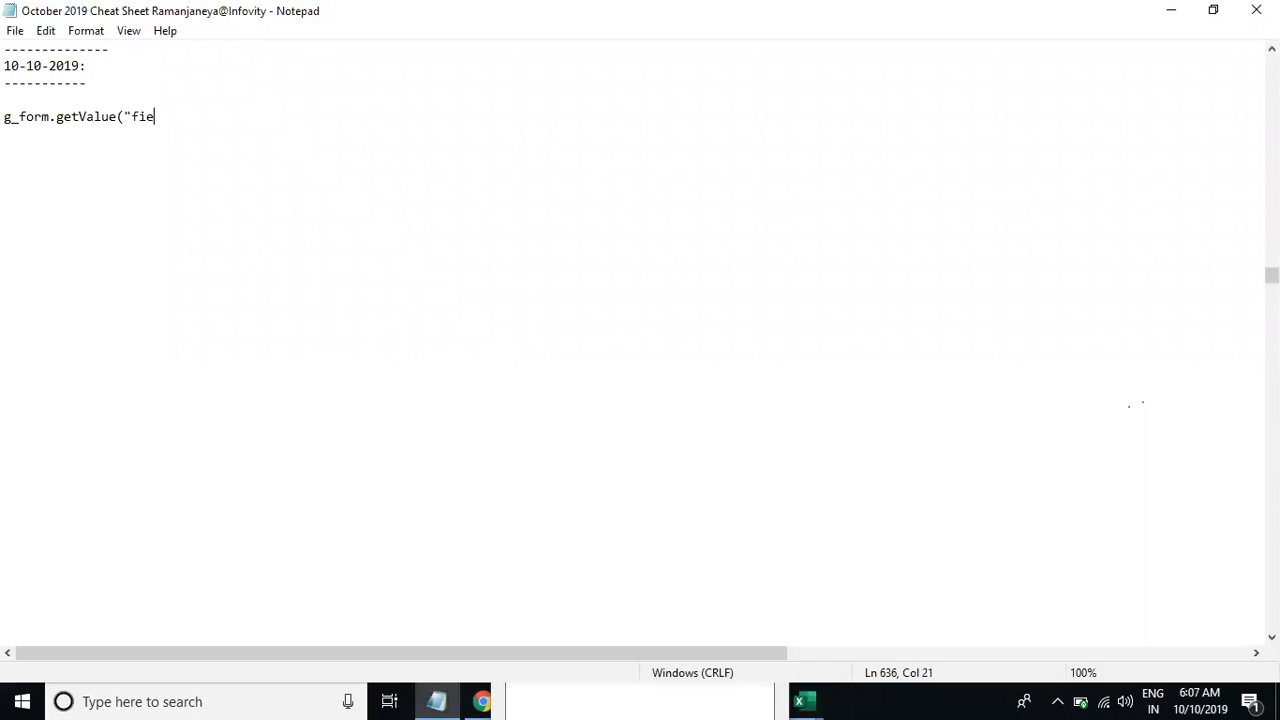 October 2019 Cheat Sheet Ramanjaneya@Infovity - Notepad
File Edit Format View Help
--------------
10-10-2019:
-----------
g_form.getValue("fie
Windows (CRLF) Ln 636, Col 21 100%
Type here to search
ENG
IN
6:07 AM
10/10/2019
1